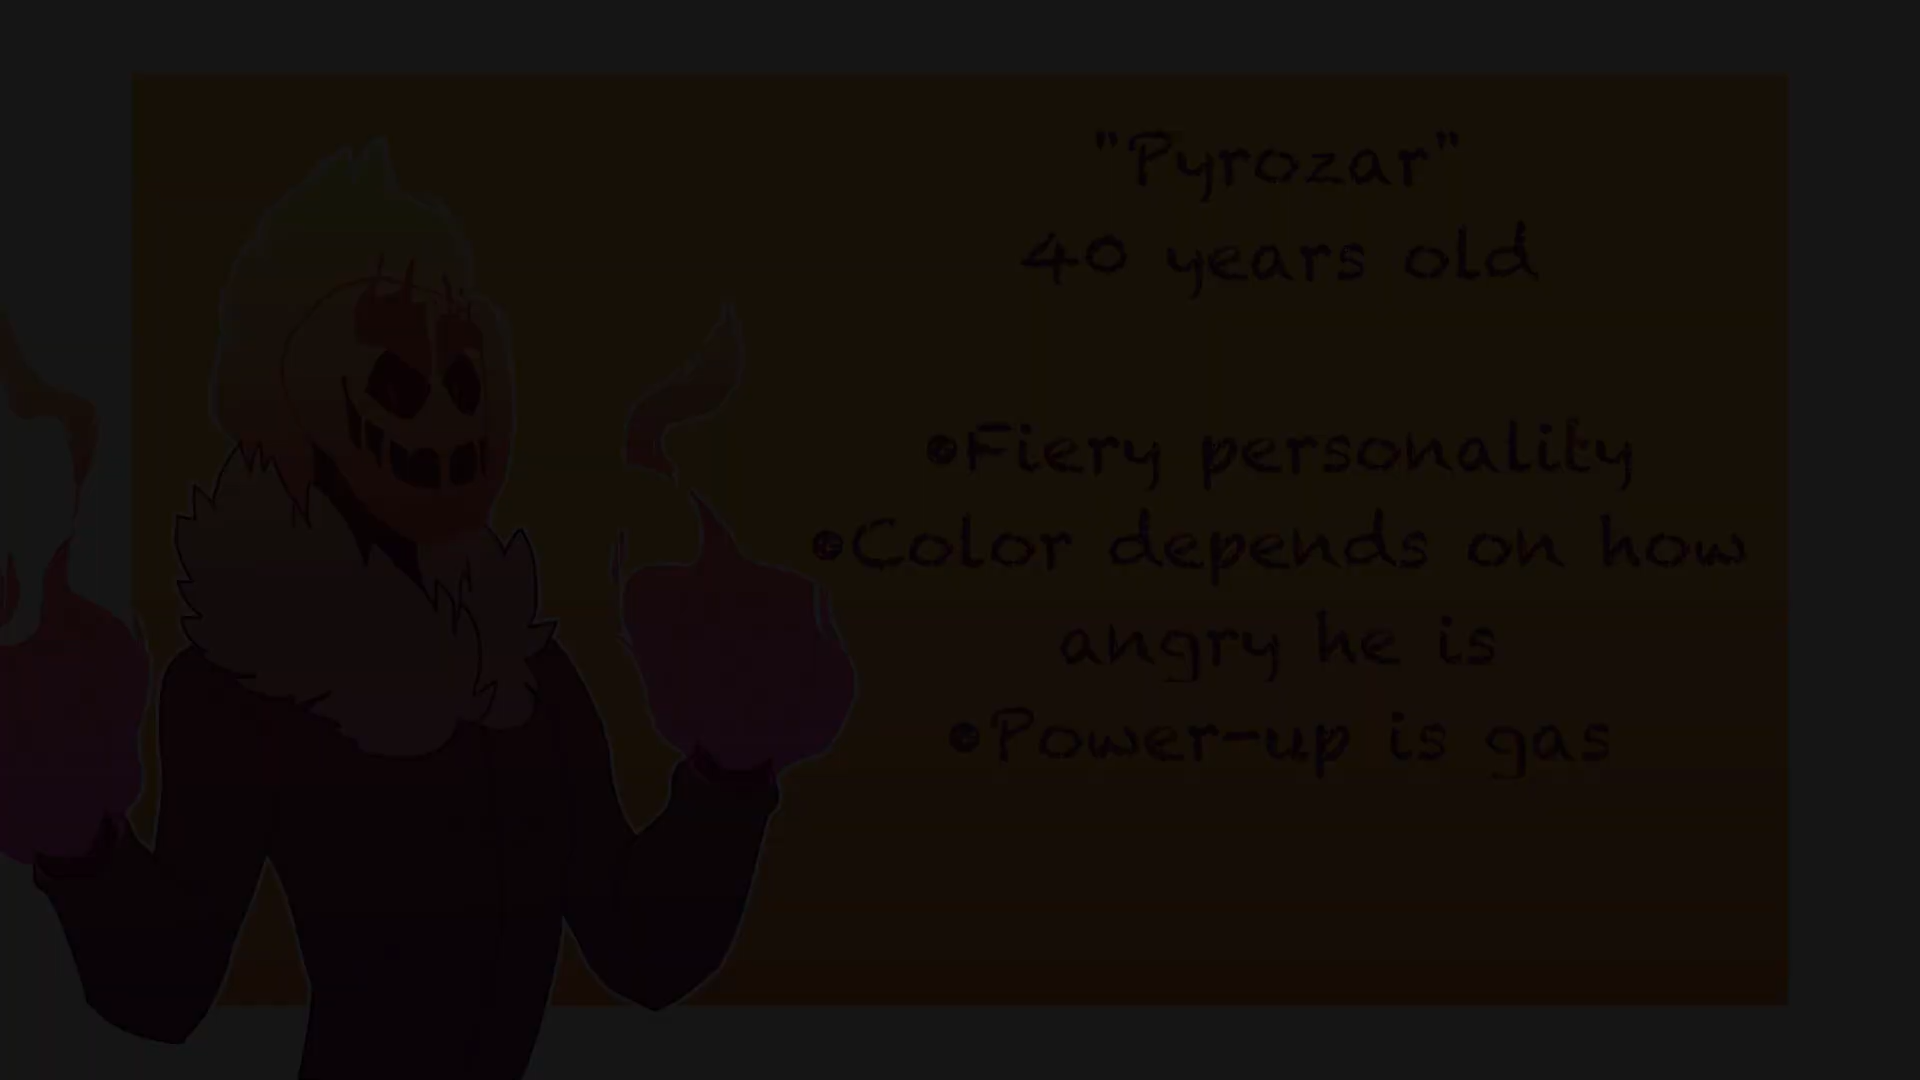 "Pyrozar"
40 years old
•Fiery personality
•Color depends on how
angry he is
•Power-up is gas